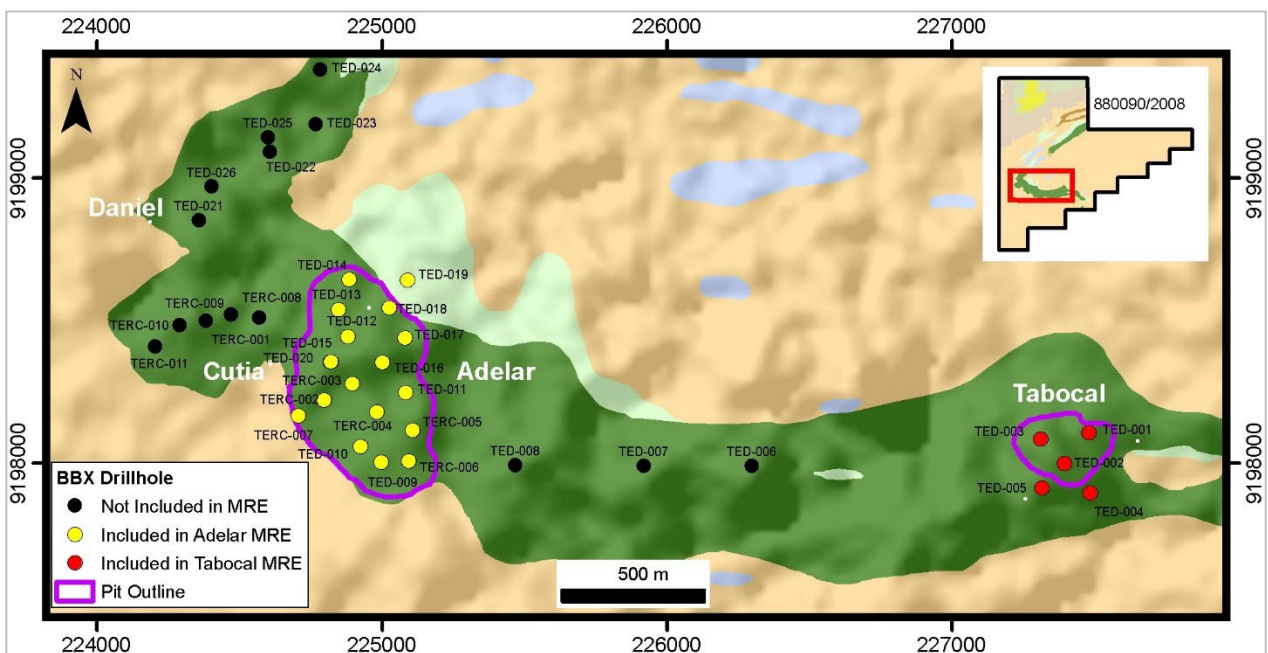 224000 225000 226000 227000
N
TED-024
880090/2008
TED-025 TED-023
TED-022
9199000 9199000
TED-026
Daniel
TED-021
TED-014 TED-019
TED-013
TERC-009 TERC-008 TED-018
TERC-010 TED-012
TERC-001 TED-015 TED-017
TERC-011 TED-020
Cutia TED-016 Adelar
TERC-003 TED-011 Tabocal
TERC-002
TERC-004 TERC-005
TERC-007 TED-003 TED-001
TED-010 TED-008 TED-007 TED-006
TERC-006 TED-002
9198000 9198000
TED-009 TED-005
TED-004
BBX Drillhole
Not Included in MRE
Included in Adelar MRE
Included in Tabocal MRE
Pit Outline
500 m
224000 225000 226000 227000